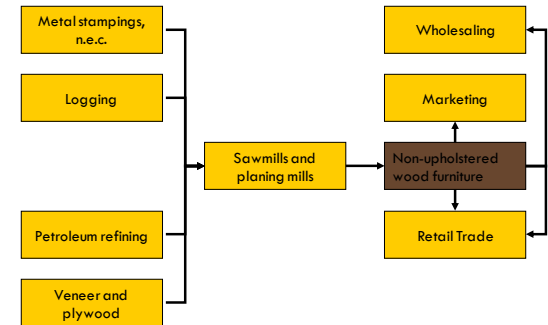 Metal stampings,
n.e.c.
Logging
Petroleum refining
Veneer and
plywood
Sawmills and
planing mills
Wholesaling
Marketing
Non-upholstered
wood furniture
Retail Trade